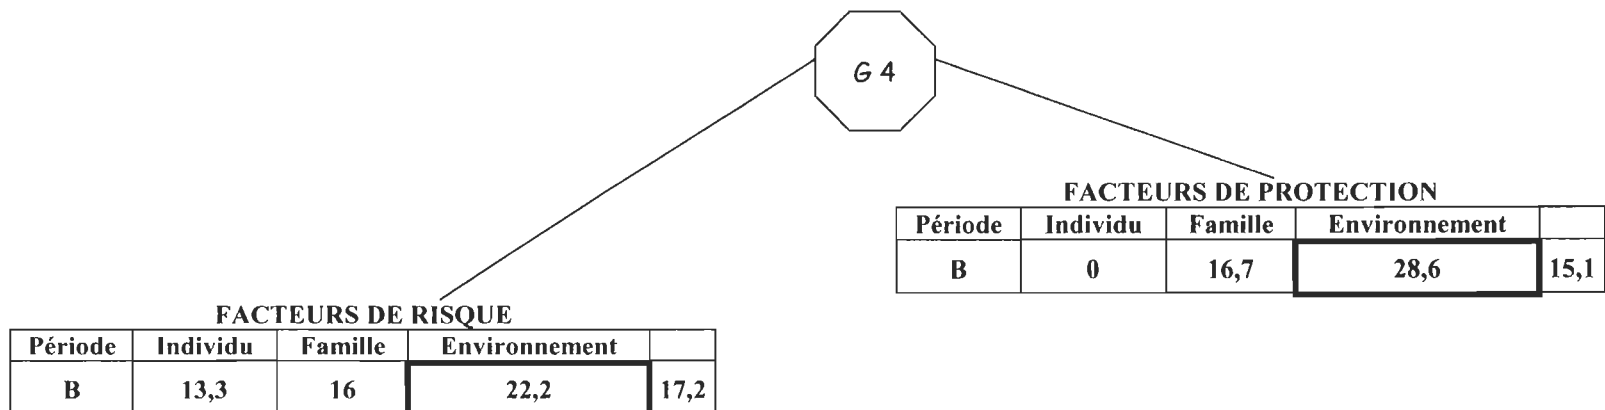 G 4
FACTEURS DE PROTECTION
Période Individu Famille Environnement
B 0 16,7 28,6 15,1
FACTEURS DE RISQUE
Période Individu Famille Environnement
B 13,3 16 22,2 17,2